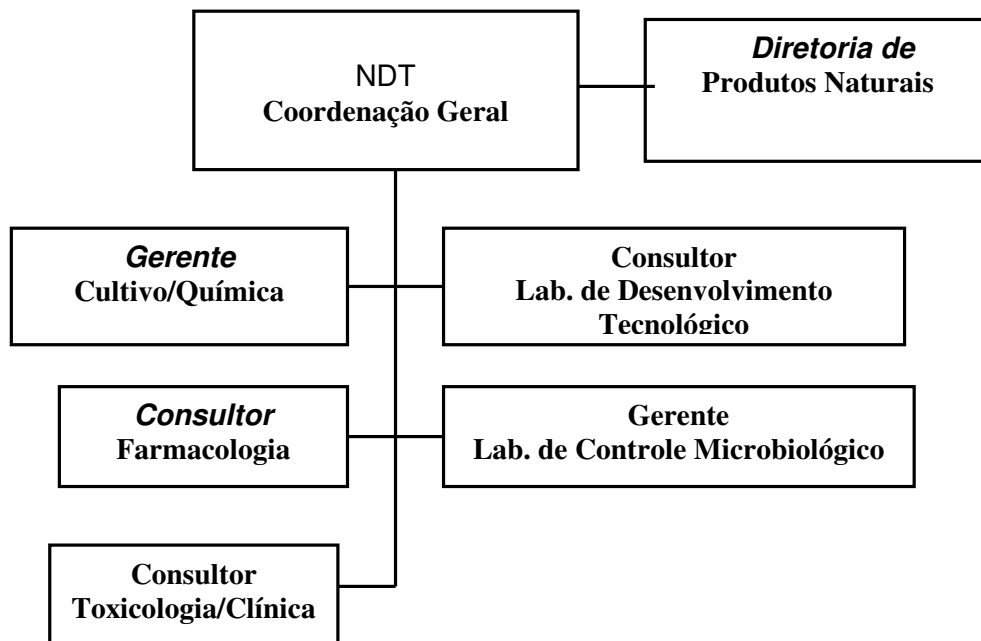 NDT
Coordenação Geral
Diretoria de
Produtos Naturais
Gerente
Cultivo/Química
Consultor
Lab. de Desenvolvimento
Tecnológico
Consultor
Farmacologia
Gerente
Lab. de Controle Microbiológico
Consultor
Toxicologia/Clínica